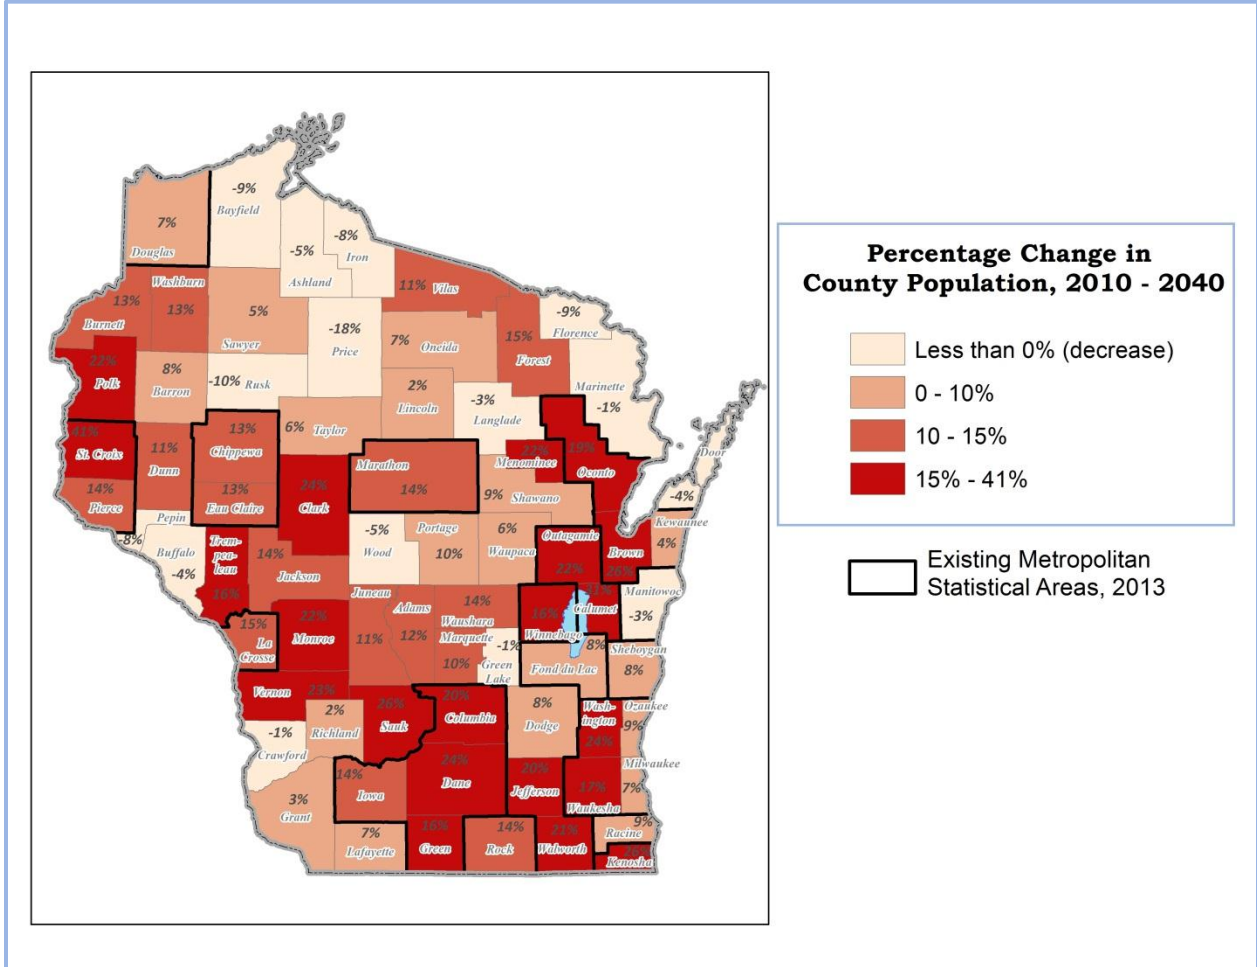 -9%
Bayfield
7%
Douglas
-8%
Iron
-5%
Ashland
Washburn
13%
13%
Burnett
5%
Sawyer
11%
Vilas
-9%
Florence
-18%
Price
7%
Oneida
15%
Forest
22%
Polk
8%
Barron
-10%
Rusk
2%
Lincoln
-3%
Langlade
Marinette
-1%
41%
St. Croix
11%
Dunn
13%
Chippewa
6%
Taylor
Marathon
14%
22%
Menominee
19%
Oconto
Door
-4%
14%
Pierce
13%
Eau Claire
24%
Clark
9%
Shawano
Pepin
-8%
Buffalo
-4%
Trem-
pea-
leau
16%
14%
Jackson
-5%
Wood
Portage
10%
6%
Waupaca
Outagamie
22%
Brown
26%
Kewaunee
4%
15%
La
Crosse
22%
Monroe
Juneau
11%
Adams
12%
14%
Waushara
Marquette
10%
-1%
Green
Lake
16%
Winnebago
Calumet
Manitowoc
-3%
Vernon
23%
26%
Sauk
20%
Columbia
8%
Fond du Lac
Sheboygan
8%
-1%
Crawford
2%
Richland
8%
Dodge
Wash-
ington
24%
Ozaukee
-9%
3%
Grant
14%
Iowa
24%
Dane
20%
Jefferson
17%
Waukesha
Milwaukee
7%
7%
Lafayette
16%
Green
14%
Rock
21%
Walworth
9%
Racine
Kenosha
Percentage Change in
County Population, 2010 - 2040
Less than 0% (decrease)
0 - 10%
10 - 15%
15% - 41%
Existing Metropolitan
Statistical Areas, 2013